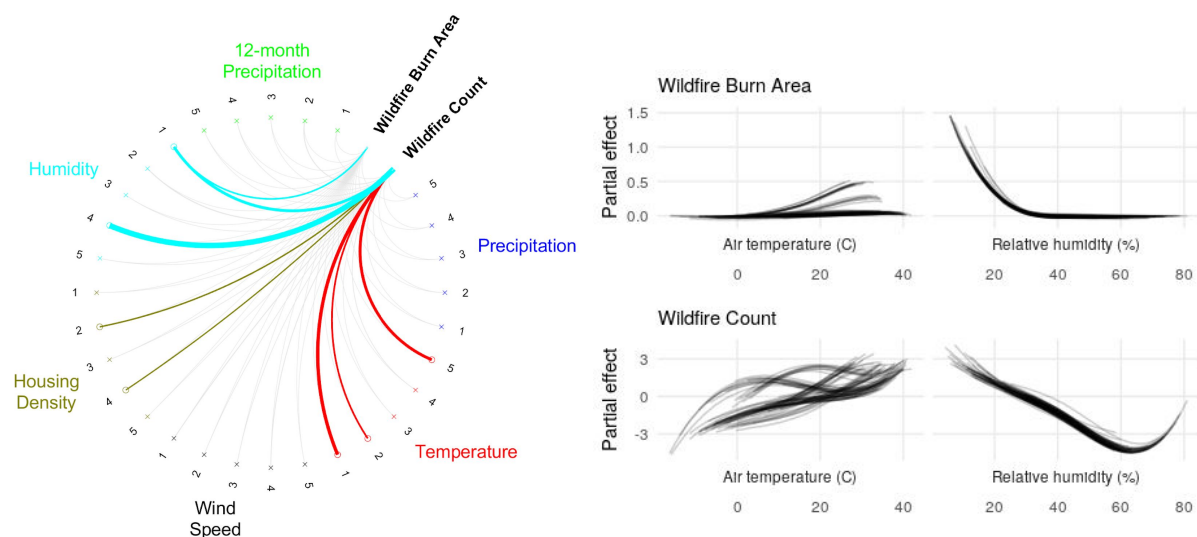 12-month
Precipitation
5
4
3
2
1
Wildfire Burn Area
Wildfire Count
Humidity
1
2
3
4
5
Housing
Density
1
2
3
4
5
Wind
Speed
1
2
3
4
5
Temperature
1
2
3
4
5
Precipitation
1
2
3
4
5
Wildfire Burn Area
Partial effect
1.5
1.0
0.5
0.0
Air temperature (C)
0 20 40
Relative humidity (%)
20 40 60 80
Wildfire Count
Partial effect
3
0
-3
Air temperature (C)
0 20 40
Relative humidity (%)
20 40 60 80